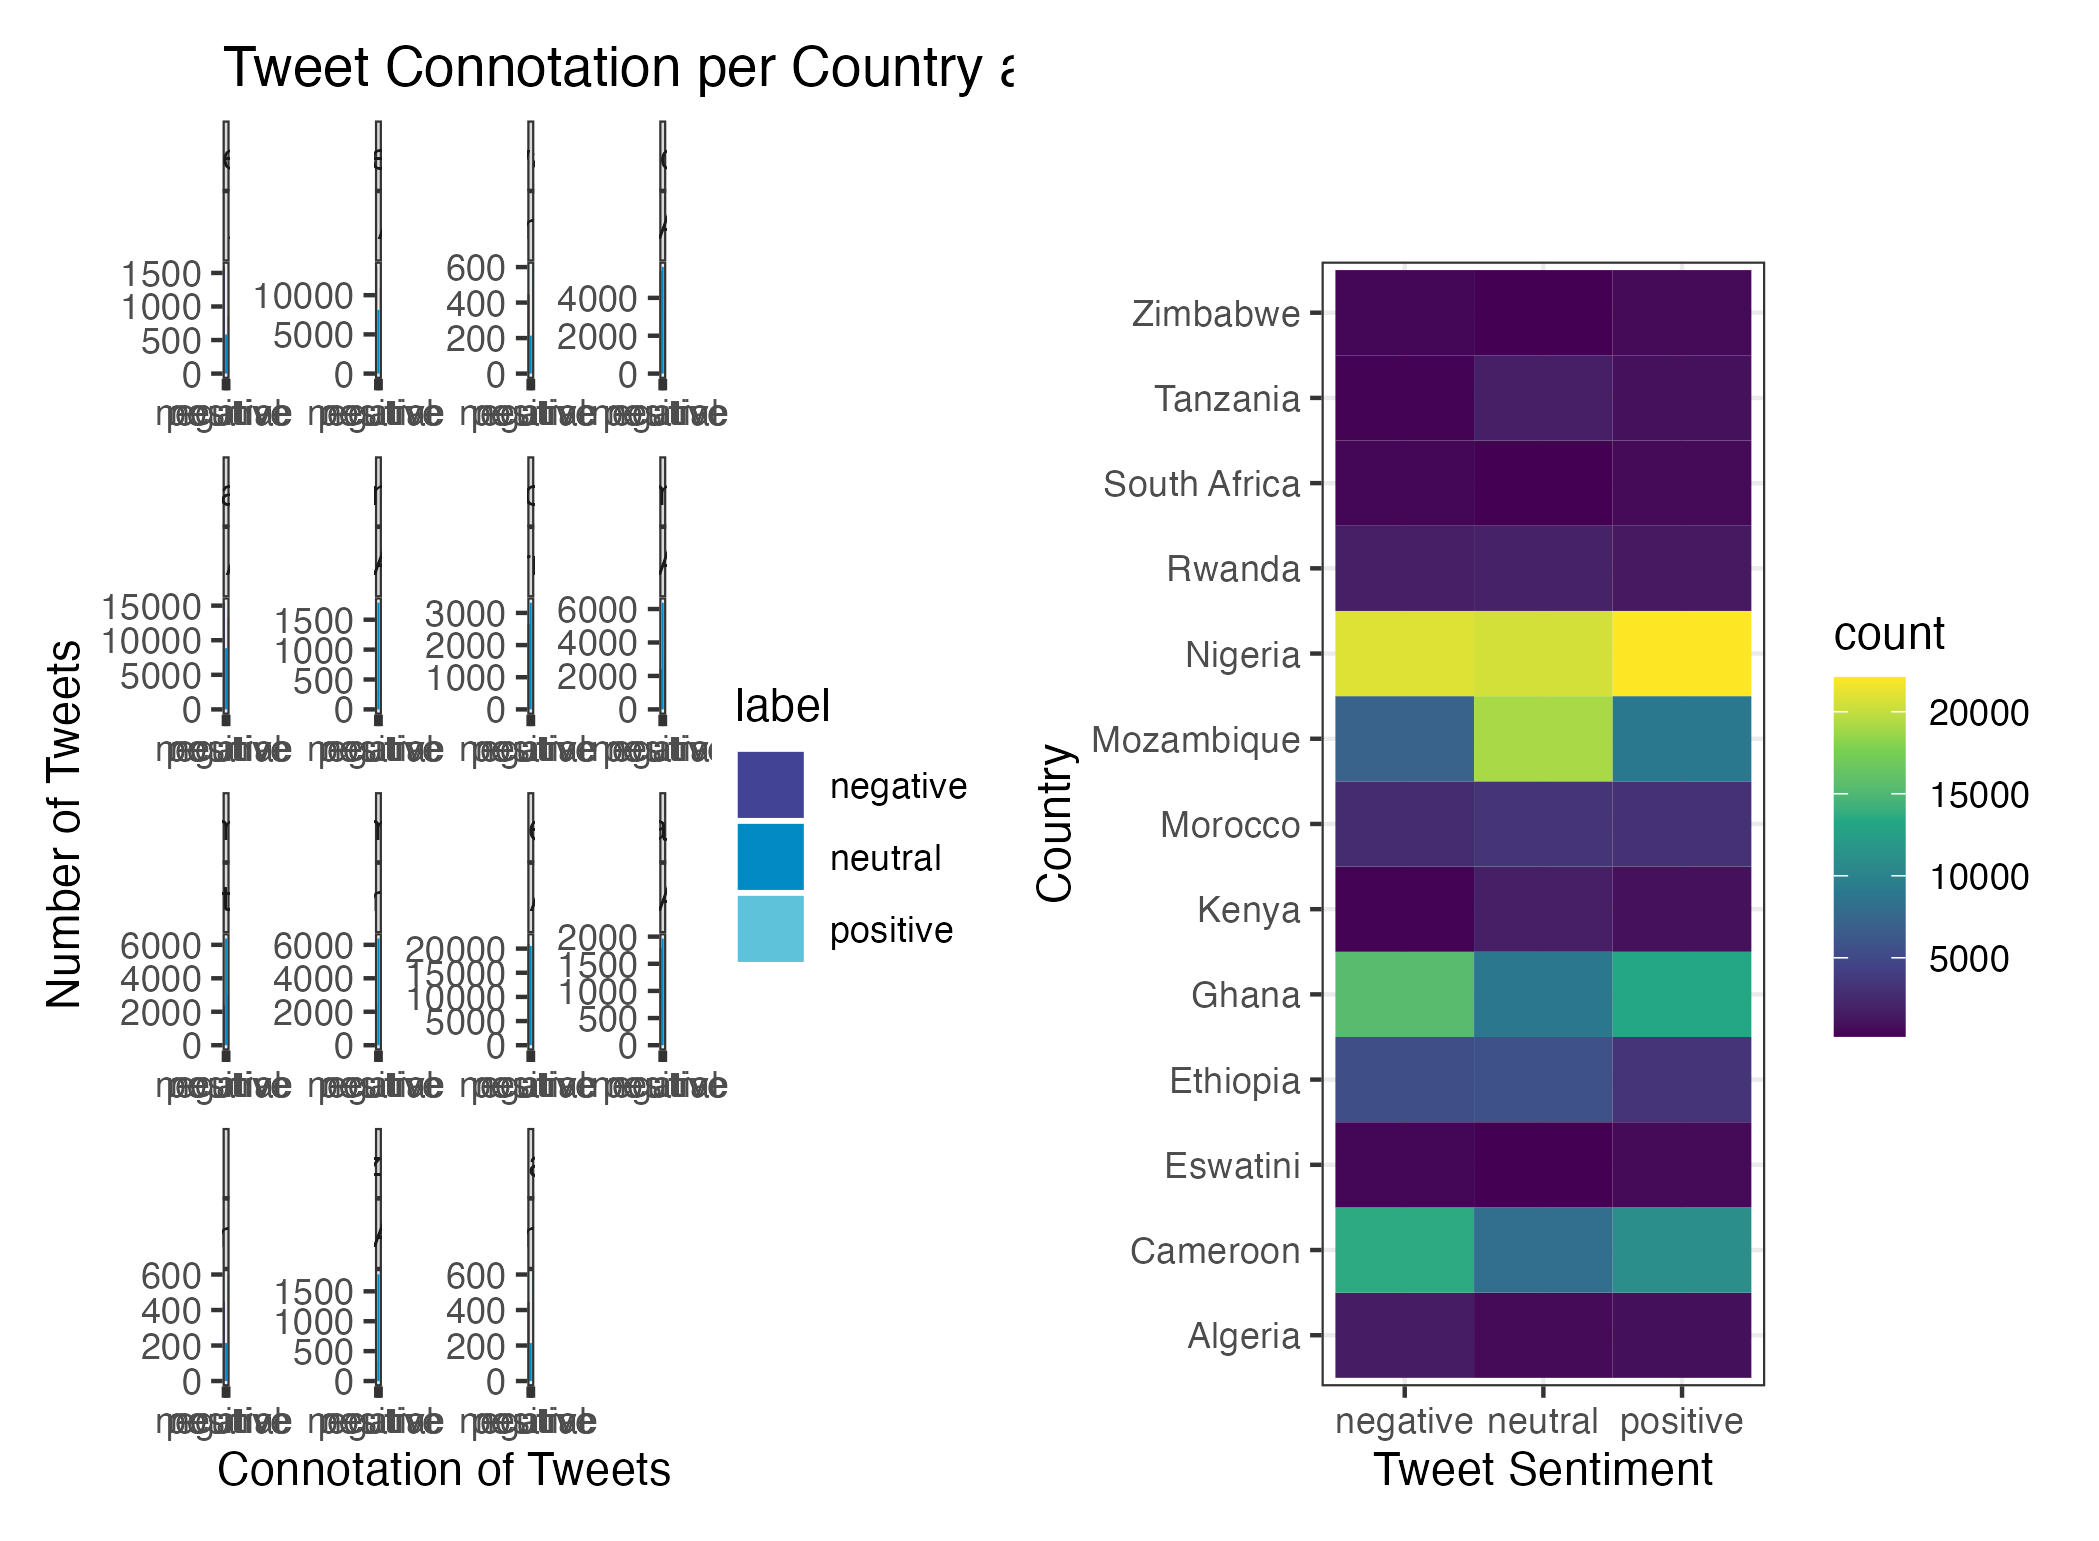 Tweet Connotation per Country a
1500
1000
500
0
10000
5000
0
600
400
200
0
4000
2000
0
15000
10000
5000
0
1500
1000
500
0
3000
2000
1000
0
6000
4000
2000
0
6000
4000
2000
0
6000
4000
2000
0
20000
15000
10000
5000
0
2000
1500
1000
500
0
600
400
200
0
1500
1000
500
0
600
400
200
0
Number of Tweets
Connotation of Tweets
label
negative
neutral
positive
Country
Zimbabwe
Tanzania
South Africa
Rwanda
Nigeria
Mozambique
Morocco
Kenya
Ghana
Ethiopia
Eswatini
Cameroon
Algeria
negative neutral positive
Tweet Sentiment
count
20000
15000
10000
5000